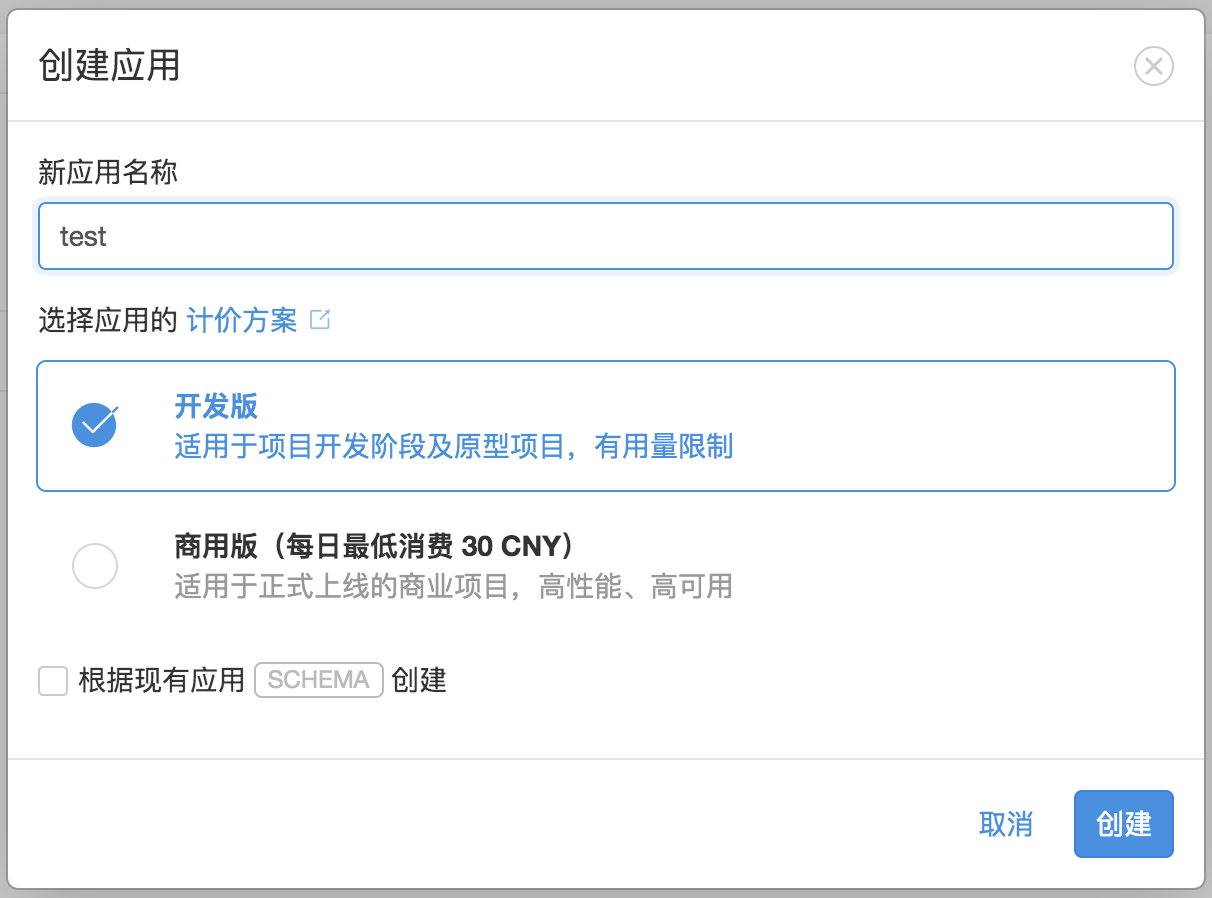 创建应用
新应用名称
test
选择应用的 计价方案
开发版
适用于项目开发阶段及原型项目，有用量限制
商用版（每日最低消费 30 CNY）
适用于正式上线的商业项目，高性能、高可用
根据现有应用 SCHEMA 创建
取消 创建